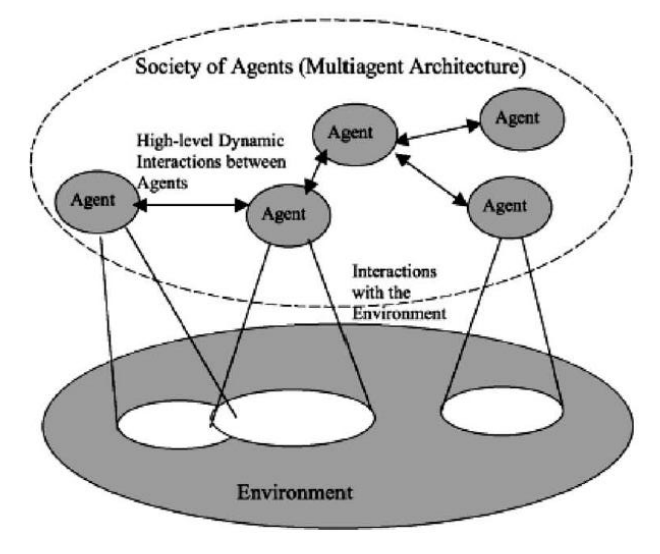 Society of Agents (Multiagent Architecture)
Agent
Agent
High-level Dynamic
Interactions between
Agents
Agent
Agent
Agent
Interactions
with the
Environment
Environment